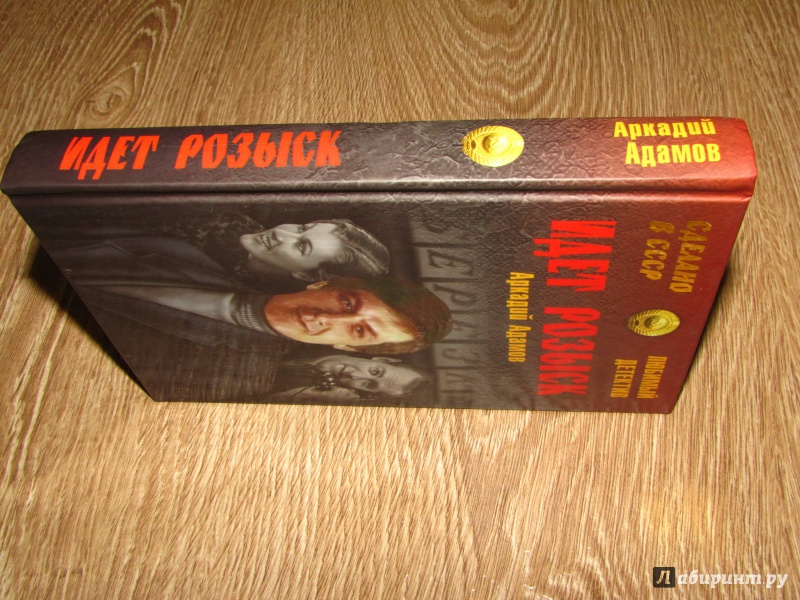 ИДЕТ РОЗЫСК
Аркадий
Адамов
СДЕЛАНО
В СССР
ЛЮБИМЫЙ
ДЕТЕКТИВ
ИДЕТ РОЗЫСК
Аркадий Адамов
Лабиринт.ру